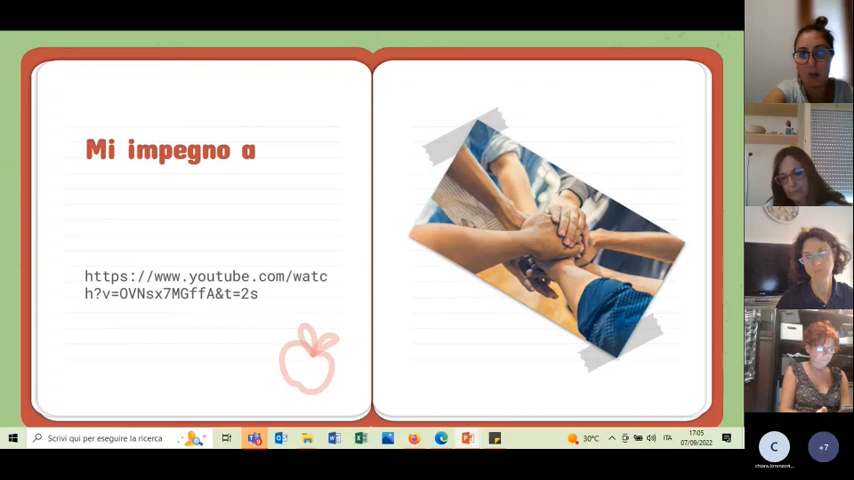 Mi impegno a
https://www.youtube.com/watc
h?v=OVNsx7MGffA&t=2s
Scrivi qui per eseguire la ricerca
30°C
ITA
17:05
07/09/2022
C
+7